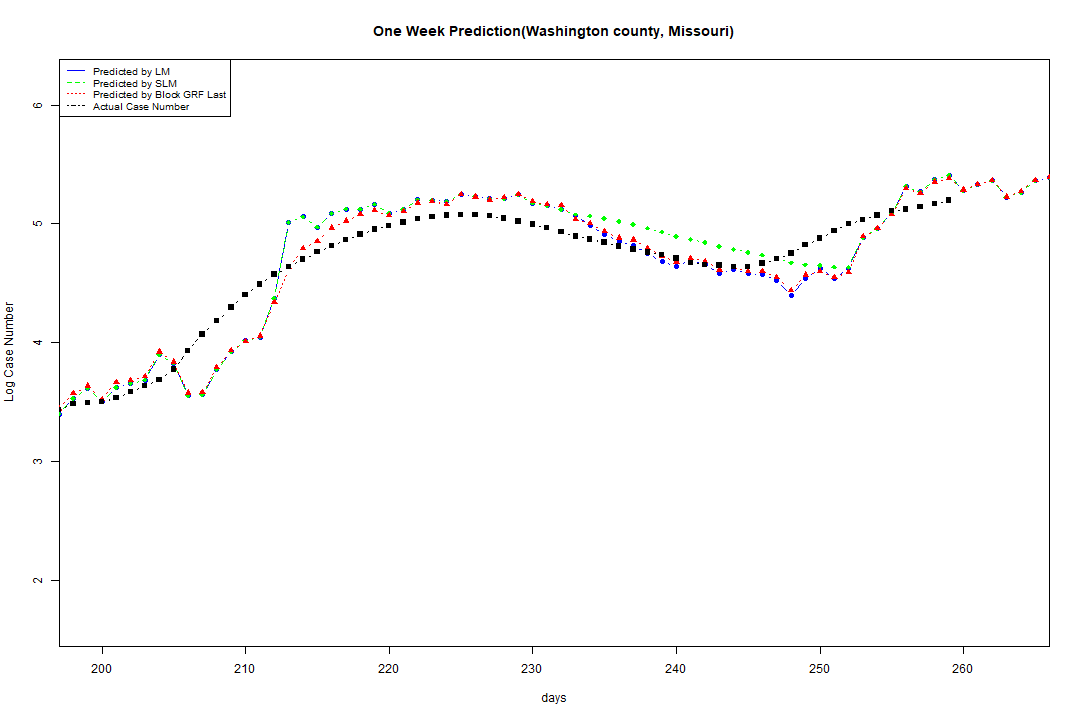 One Week Prediction(Washington county, Missouri)
Predicted by LM
Predicted by SLM
Predicted by Block GRF Last
Actual Case Number
6
5
4
3
2
Log Case Number
200 210 220 230 240 250 260
days